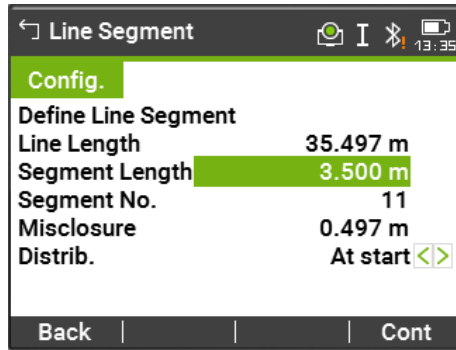 Line Segment I 13:35
Config.
Define Line Segment
Line Length 35.497 m
Segment Length 3.500 m
Segment No. 11
Misclosure 0.497 m
Distrib. At start
Back Cont